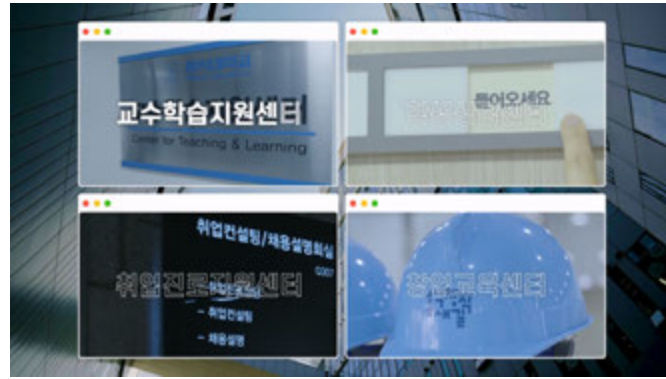 교수학습지원센터
Center for Teaching & Learning
들어오세요
취업컨설팅/채용설명회실
취업진로지원센터
– 취업컨설팅
– 채용설명
창업교육센터